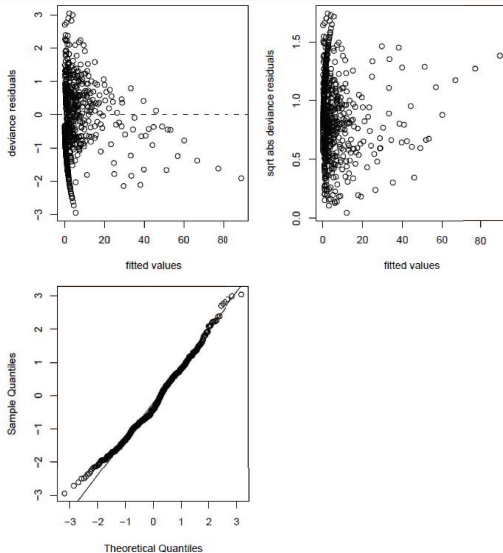 deviance residuals
3
2
1
0
-1
-2
-3
0 20 40 60 80
fitted values
sqrt abs deviance residuals
1.5
1.0
0.5
0.0
0 20 40 60 80
fitted values
Sample Quantiles
3
2
1
0
-1
-2
-3
-3 -2 -1 0 1 2 3
Theoretical Quantiles